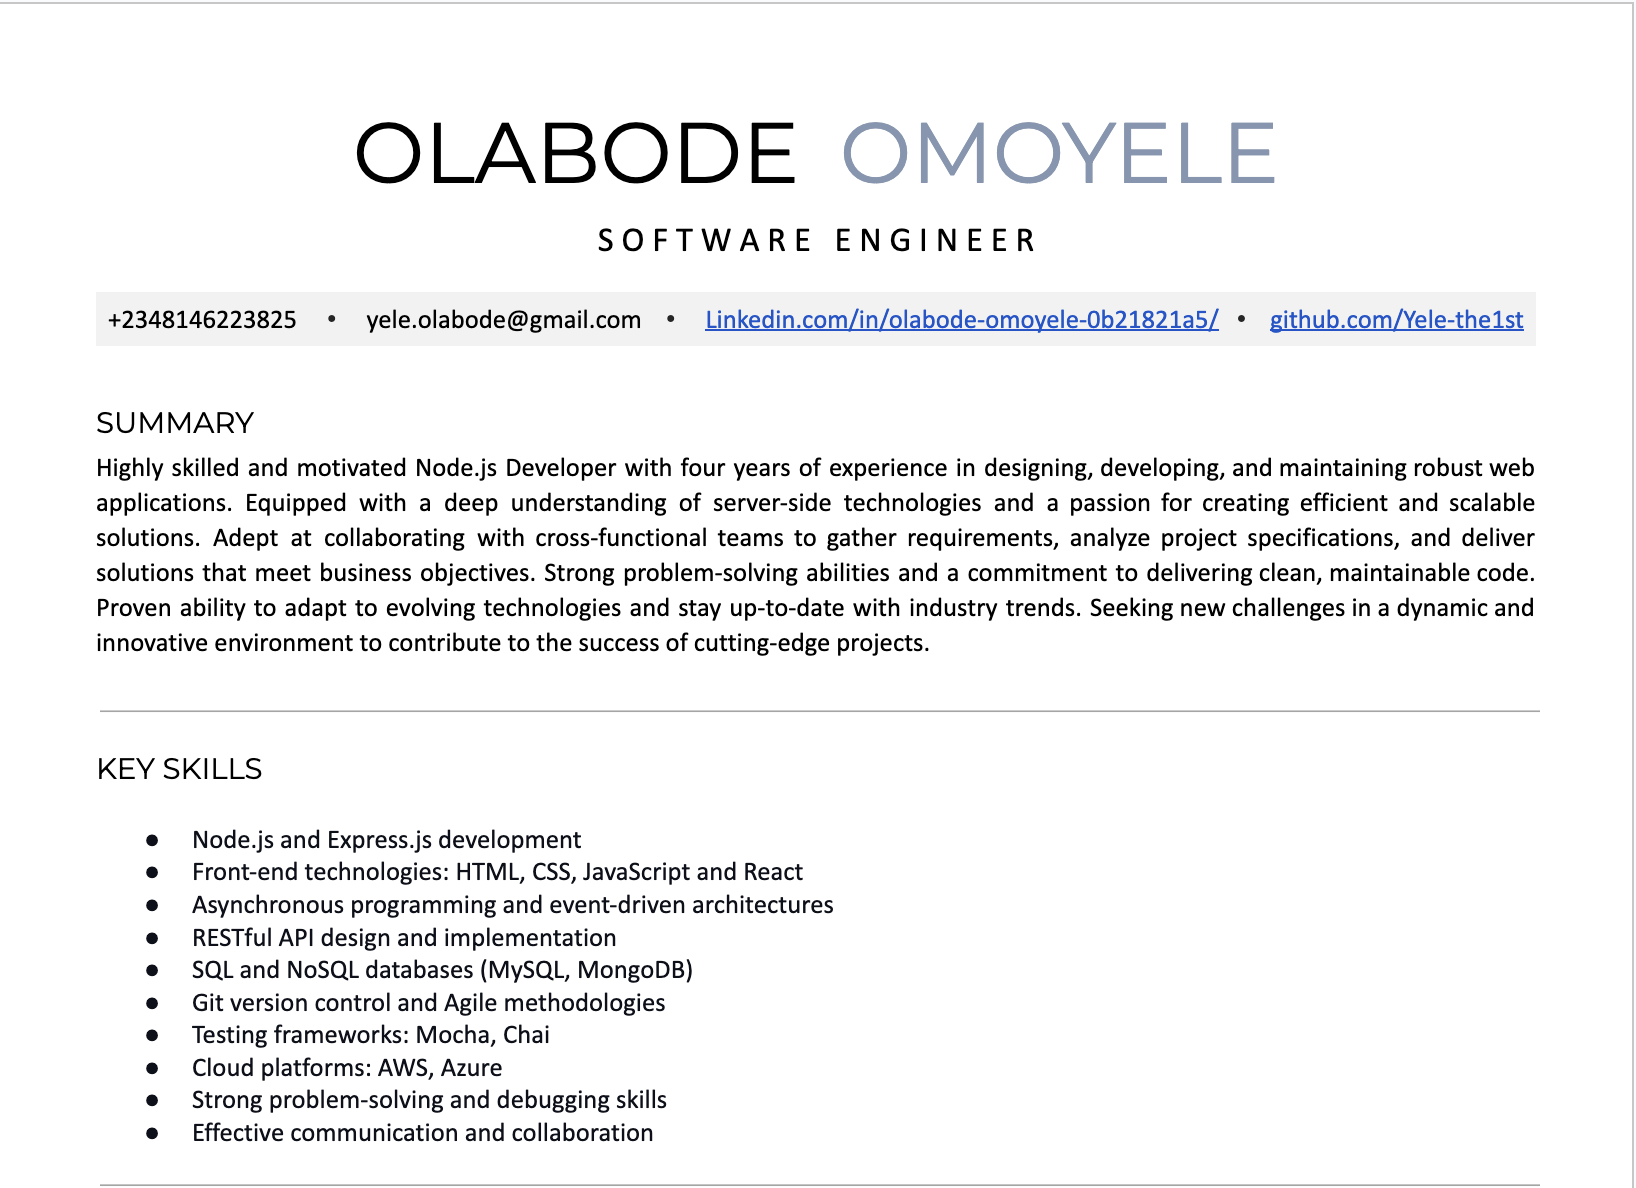 OLABODE OMOYELE
SOFTWARE ENGINEER
+2348146223825 • yele.olabode@gmail.com • Linkedin.com/in/olabode-omoyele-0b21821a5/ • github.com/Yele-the1st
SUMMARY
Highly skilled and motivated Node.js Developer with four years of experience in designing, developing, and maintaining robust web
applications. Equipped with a deep understanding of server-side technologies and a passion for creating efficient and scalable
solutions. Adept at collaborating with cross-functional teams to gather requirements, analyze project specifications, and deliver
solutions that meet business objectives. Strong problem-solving abilities and a commitment to delivering clean, maintainable code.
Proven ability to adapt to evolving technologies and stay up-to-date with industry trends. Seeking new challenges in a dynamic and
innovative environment to contribute to the success of cutting-edge projects.
KEY SKILLS
● Node.js and Express.js development
● Front-end technologies: HTML, CSS, JavaScript and React
● Asynchronous programming and event-driven architectures
● RESTful API design and implementation
● SQL and NoSQL databases (MySQL, MongoDB)
● Git version control and Agile methodologies
● Testing frameworks: Mocha, Chai
● Cloud platforms: AWS, Azure
● Strong problem-solving and debugging skills
● Effective communication and collaboration